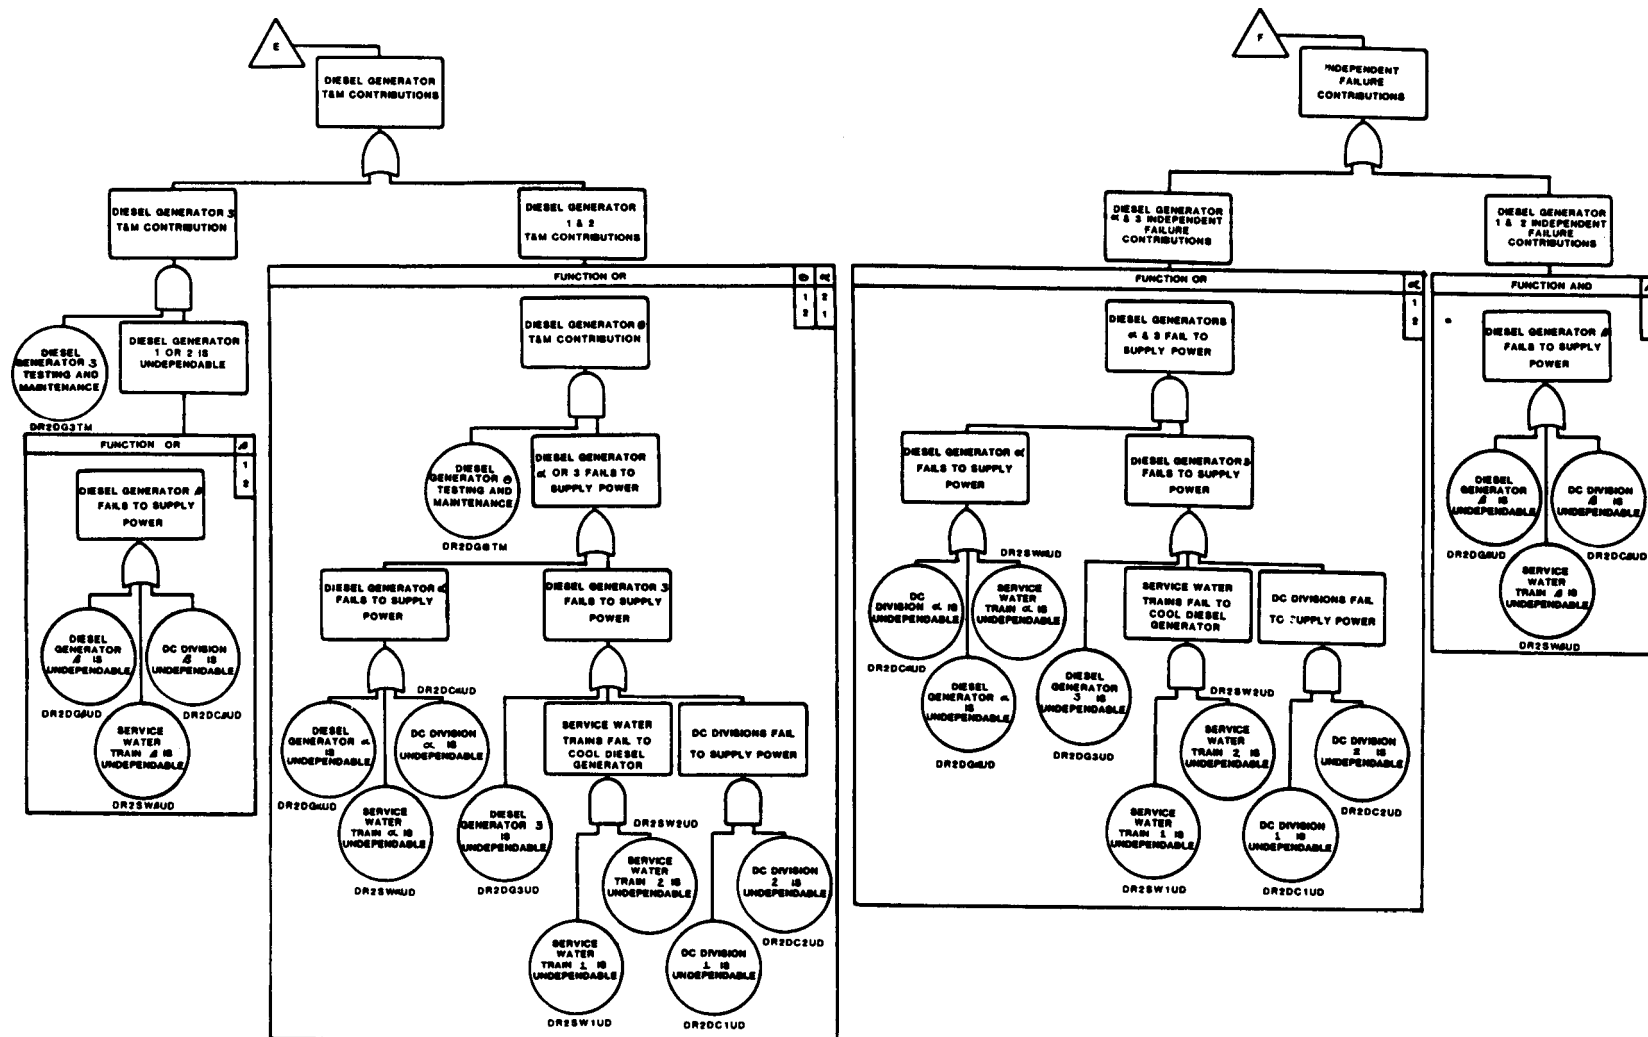 E
DIESEL GENERATOR
T&M CONTRIBUTIONS
DIESEL GENERATOR 3
T&M CONTRIBUTION
DIESEL GENERATOR
1 & 2
T&M CONTRIBUTIONS
DIESEL
GENERATOR 3
TESTING AND
MAINTENANCE
DR2DG3TM
DIESEL GENERATOR
1 OR 2 IS
UNDEPENDABLE
FUNCTION OR
β
1
2
DIESEL GENERATOR β
FAILS TO SUPPLY
POWER
DIESEL
GENERATOR
β IS
UNDEPENDABLE
DR2DGβUD
DC DIVISION
β IS
UNDEPENDABLE
DR2DCβUD
SERVICE
WATER
TRAIN β IS
UNDEPENDABLE
DR2SWβUD
FUNCTION OR
θ α
1 2
2 1
DIESEL GENERATOR θ
T&M CONTRIBUTION
DIESEL
GENERATOR θ
TESTING AND
MAINTENANCE
DR2DGθTM
DIESEL GENERATOR
α OR 3 FAILS TO
SUPPLY POWER
DIESEL GENERATOR α
FAILS TO SUPPLY
POWER
DIESEL GENERATOR 3
FAILS TO SUPPLY
POWER
DIESEL
GENERATOR α
IS
UNDEPENDABLE
DR2DGαUD
DR2DCαUD
DC DIVISION
α IS
UNDEPENDABLE
SERVICE
WATER
TRAIN α IS
UNDEPENDABLE
DR2SWαUD
DIESEL
GENERATOR 3
IS
UNDEPENDABLE
DR2DG3UD
SERVICE WATER
TRAINS FAIL TO
COOL DIESEL
GENERATOR
DC DIVISIONS FAIL
TO SUPPLY POWER
DR2SW2UD
SERVICE
WATER
TRAIN 2 IS
UNDEPENDABLE
SERVICE
WATER
TRAIN 1 IS
UNDEPENDABLE
DR2SW1UD
DC DIVISION
2 IS
UNDEPENDABLE
DR2DC2UD
DC DIVISION
1 IS
UNDEPENDABLE
DR2DC1UD
F
INDEPENDENT
FAILURE
CONTRIBUTIONS
DIESEL GENERATOR
α & 3 INDEPENDENT
FAILURE
CONTRIBUTIONS
DIESEL GENERATOR
1 & 2 INDEPENDENT
FAILURE
CONTRIBUTIONS
FUNCTION OR
α
1
2
DIESEL GENERATORS
α & 3 FAIL TO
SUPPLY POWER
DIESEL GENERATOR α
FAILS TO SUPPLY
POWER
DIESEL GENERATOR 3
FAILS TO SUPPLY
POWER
DC
DIVISION α IS
UNDEPENDABLE
DR2DCαUD
DR2SWαUD
SERVICE
WATER
TRAIN α IS
UNDEPENDABLE
DIESEL
GENERATOR α
IS
UNDEPENDABLE
DR2DGαUD
DIESEL
GENERATOR
3 IS
UNDEPENDABLE
DR2DG3UD
SERVICE WATER
TRAINS FAIL TO
COOL DIESEL
GENERATOR
DC DIVISIONS FAIL
TO SUPPLY POWER
DR2SW2UD
SERVICE
WATER
TRAIN 2 IS
UNDEPENDABLE
SERVICE
WATER
TRAIN 1 IS
UNDEPENDABLE
DR2SW1UD
DC DIVISION
2 IS
UNDEPENDABLE
DR2DC2UD
DC DIVISION
1 IS
UNDEPENDABLE
DR2DC1UD
FUNCTION AND
DIESEL GENERATOR β
FAILS TO SUPPLY
POWER
DIESEL
GENERATOR
β IS
UNDEPENDABLE
DR2DGβUD
DC DIVISION
β IS
UNDEPENDABLE
DR2DCβUD
SERVICE
WATER
TRAIN β IS
UNDEPENDABLE
DR2SWβUD